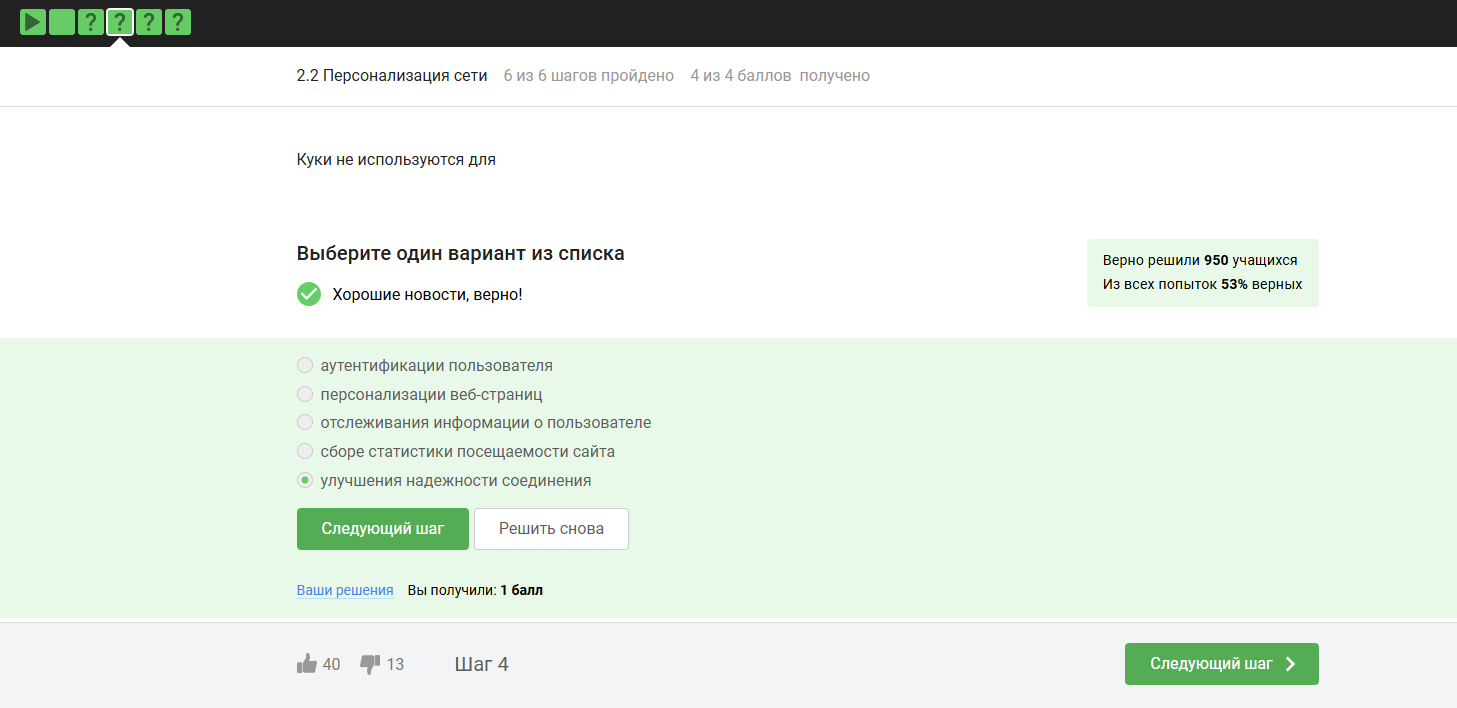 ? ? ? ?
2.2 Персонализация сети 6 из 6 шагов пройдено 4 из 4 баллов получено
Куки не используются для
Выберите один вариант из списка
Хорошие новости, верно!
Верно решили 950 учащихся
Из всех попыток 53% верных
аутентификации пользователя
персонализации веб-страниц
отслеживания информации о пользователе
сборе статистики посещаемости сайта
улучшения надежности соединения
Следующий шаг Решить снова
Ваши решения Вы получили: 1 балл
40 13 Шаг 4 Следующий шаг